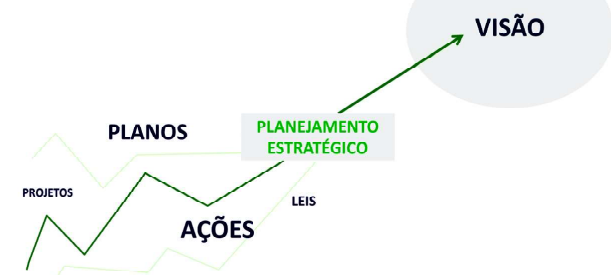 VISÃO
PLANOS
PLANEJAMENTO
ESTRATÉGICO
PROJETOS
LEIS
AÇÕES